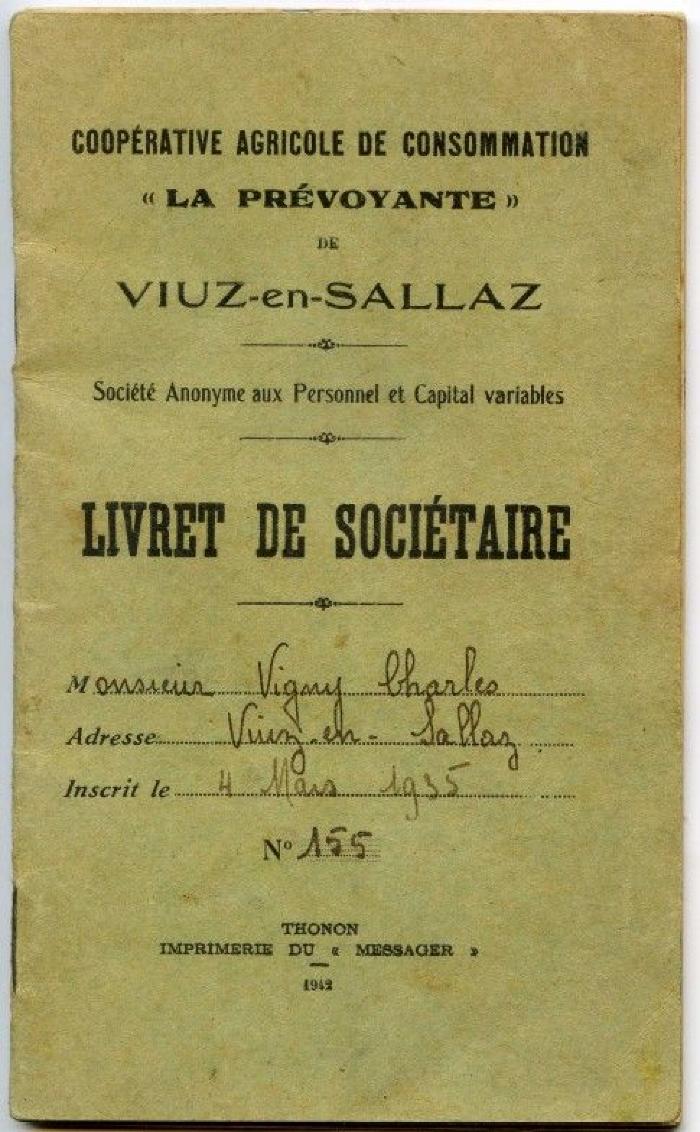 COOPÉRATIVE AGRICOLE DE CONSOMMATION
« LA PRÉVOYANTE »
DE
VIUZ-en-SALLAZ
Société Anonyme aux Personnel et Capital variables
LIVRET DE SOCIÉTAIRE
Monsieur Vigny Charles
Adresse Viuz-en-Sallaz
Inscrit le 4 Mars 1935
Nº 155
THONON
IMPRIMERIE DU « MESSAGER »
1942